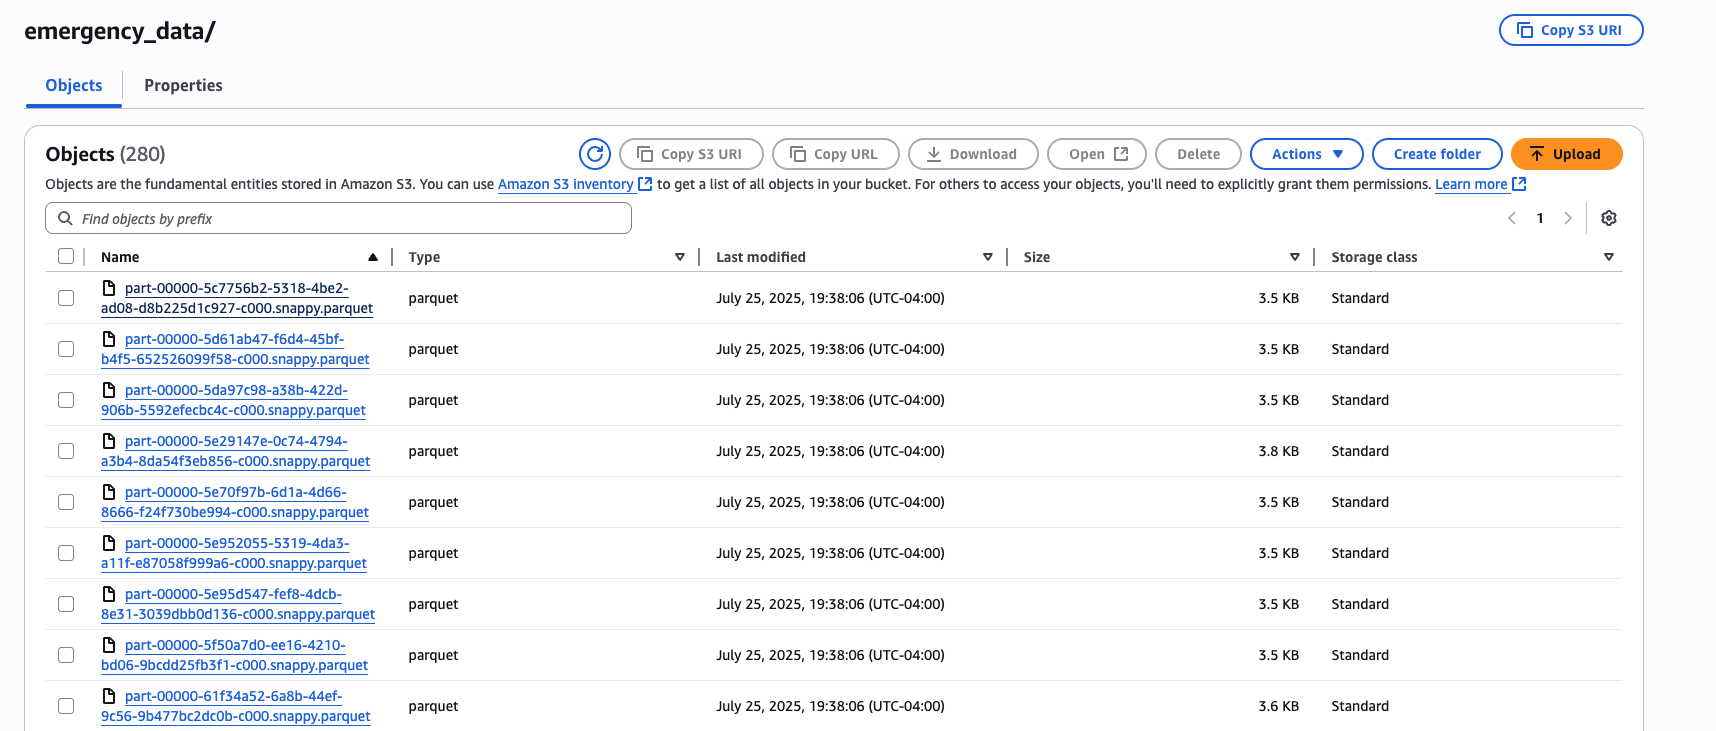 emergency_data/
Copy S3 URI
Objects
Properties
Objects (280)
Copy S3 URI
Copy URL
Download
Open
Delete
Actions
Create folder
Upload
Objects are the fundamental entities stored in Amazon S3. You can use Amazon S3 inventory to get a list of all objects in your bucket. For others to access your objects, you'll need to explicitly grant them permissions. Learn more
Find objects by prefix
1
Name
Type
Last modified
Size
Storage class
part-00000-5c7756b2-5318-4be2-
ad08-d8b225d1c927-c000.snappy.parquet
parquet
July 25, 2025, 19:38:06 (UTC-04:00)
3.5 KB
Standard
part-00000-5d61ab47-f6d4-45bf-
b4f5-652526099f58-c000.snappy.parquet
parquet
July 25, 2025, 19:38:06 (UTC-04:00)
3.5 KB
Standard
part-00000-5da97c98-a38b-422d-
906b-5592efecbc4c-c000.snappy.parquet
parquet
July 25, 2025, 19:38:06 (UTC-04:00)
3.5 KB
Standard
part-00000-5e29147e-0c74-4794-
a3b4-8da54f3eb856-c000.snappy.parquet
parquet
July 25, 2025, 19:38:06 (UTC-04:00)
3.8 KB
Standard
part-00000-5e70f97b-6d1a-4d66-
8666-f24f730be994-c000.snappy.parquet
parquet
July 25, 2025, 19:38:06 (UTC-04:00)
3.5 KB
Standard
part-00000-5e952055-5319-4da3-
a11f-e87058f999a6-c000.snappy.parquet
parquet
July 25, 2025, 19:38:06 (UTC-04:00)
3.5 KB
Standard
part-00000-5e95d547-fef8-4dcb-
8e31-3039dbb0d136-c000.snappy.parquet
parquet
July 25, 2025, 19:38:06 (UTC-04:00)
3.5 KB
Standard
part-00000-5f50a7d0-ee16-4210-
bd06-9bcdd25fb3f1-c000.snappy.parquet
parquet
July 25, 2025, 19:38:06 (UTC-04:00)
3.5 KB
Standard
part-00000-61f34a52-6a8b-44ef-
9c56-9b477bc2dc0b-c000.snappy.parquet
parquet
July 25, 2025, 19:38:06 (UTC-04:00)
3.6 KB
Standard